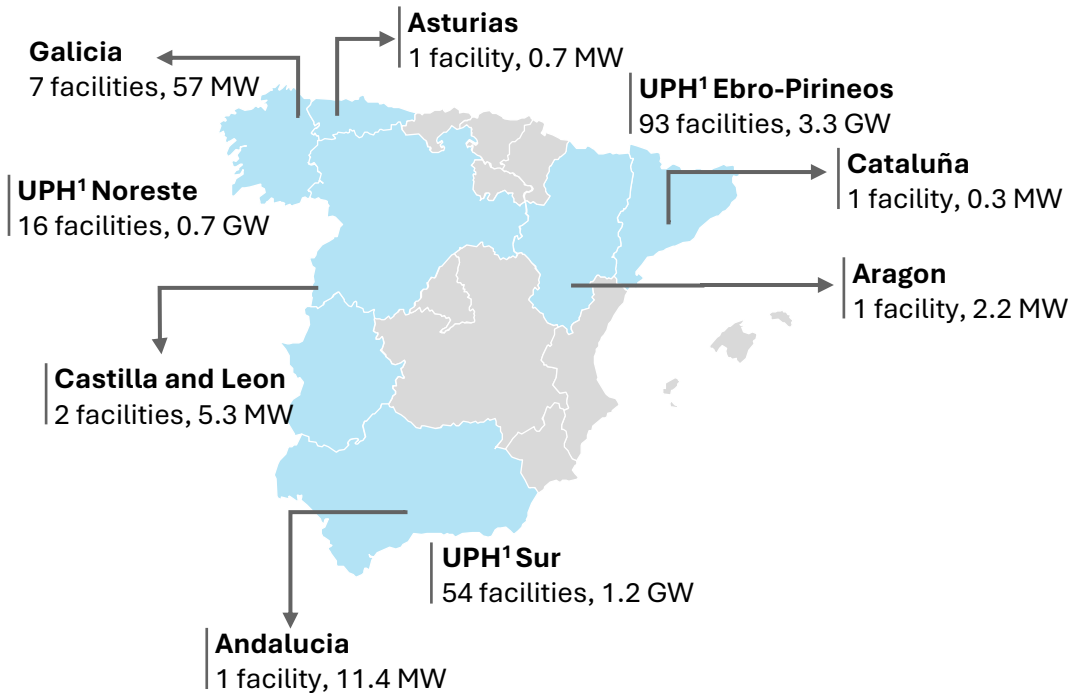 Asturias
1 facility, 0.7 MW
Galicia
7 facilities, 57 MW
UPH¹ Ebro-Pirineos
93 facilities, 3.3 GW
Cataluña
1 facility, 0.3 MW
UPH¹ Noreste
16 facilities, 0.7 GW
Aragon
1 facility, 2.2 MW
Castilla and Leon
2 facilities, 5.3 MW
UPH¹ Sur
54 facilities, 1.2 GW
Andalucia
1 facility, 11.4 MW